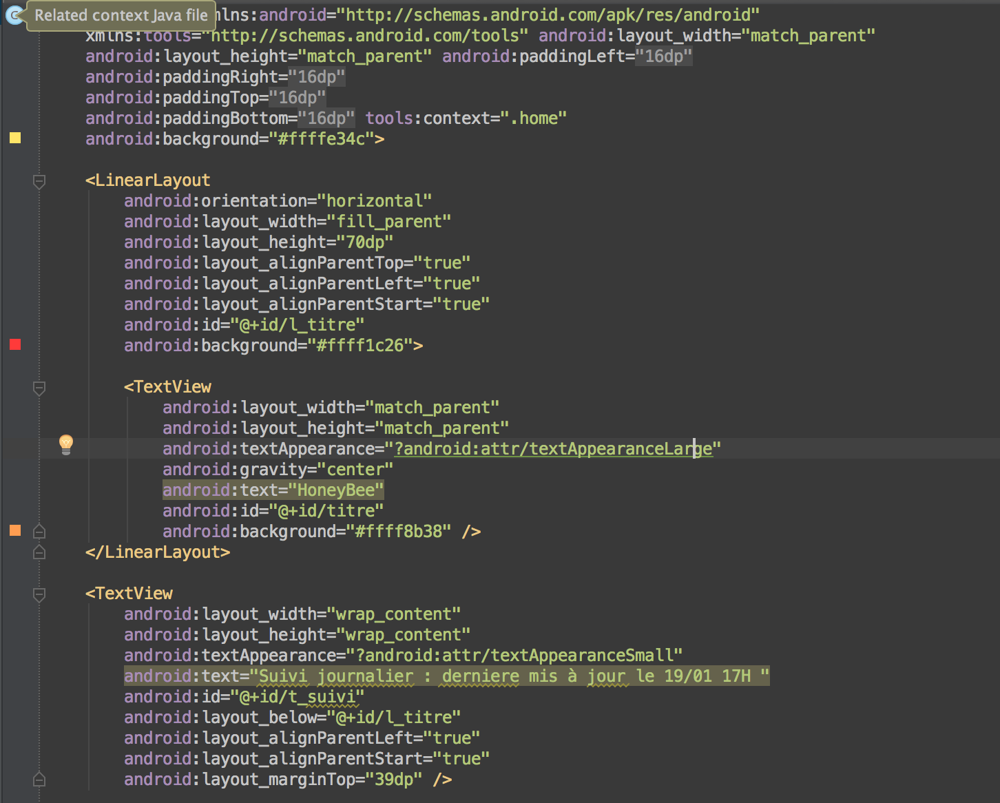 C Related context Java file mlns:android="http://schemas.android.com/apk/res/android"
xmlns:tools="http://schemas.android.com/tools" android:layout_width="match_parent"
android:layout_height="match_parent" android:paddingLeft="16dp"
android:paddingRight="16dp"
android:paddingTop="16dp"
android:paddingBottom="16dp" tools:context=".home"
android:background="#ffffe34c">
<LinearLayout
android:orientation="horizontal"
android:layout_width="fill_parent"
android:layout_height="70dp"
android:layout_alignParentTop="true"
android:layout_alignParentLeft="true"
android:layout_alignParentStart="true"
android:id="@+id/l_titre"
android:background="#ffff1c26">
<TextView
android:layout_width="match_parent"
android:layout_height="match_parent"
android:textAppearance="?android:attr/textAppearanceLarge"
android:gravity="center"
android:text="HoneyBee"
android:id="@+id/titre"
android:background="#ffff8b38" />
</LinearLayout>
<TextView
android:layout_width="wrap_content"
android:layout_height="wrap_content"
android:textAppearance="?android:attr/textAppearanceSmall"
android:text="Suivi journalier : derniere mis à jour le 19/01 17H "
android:id="@+id/t_suivi"
android:layout_below="@+id/l_titre"
android:layout_alignParentLeft="true"
android:layout_alignParentStart="true"
android:layout_marginTop="39dp" />